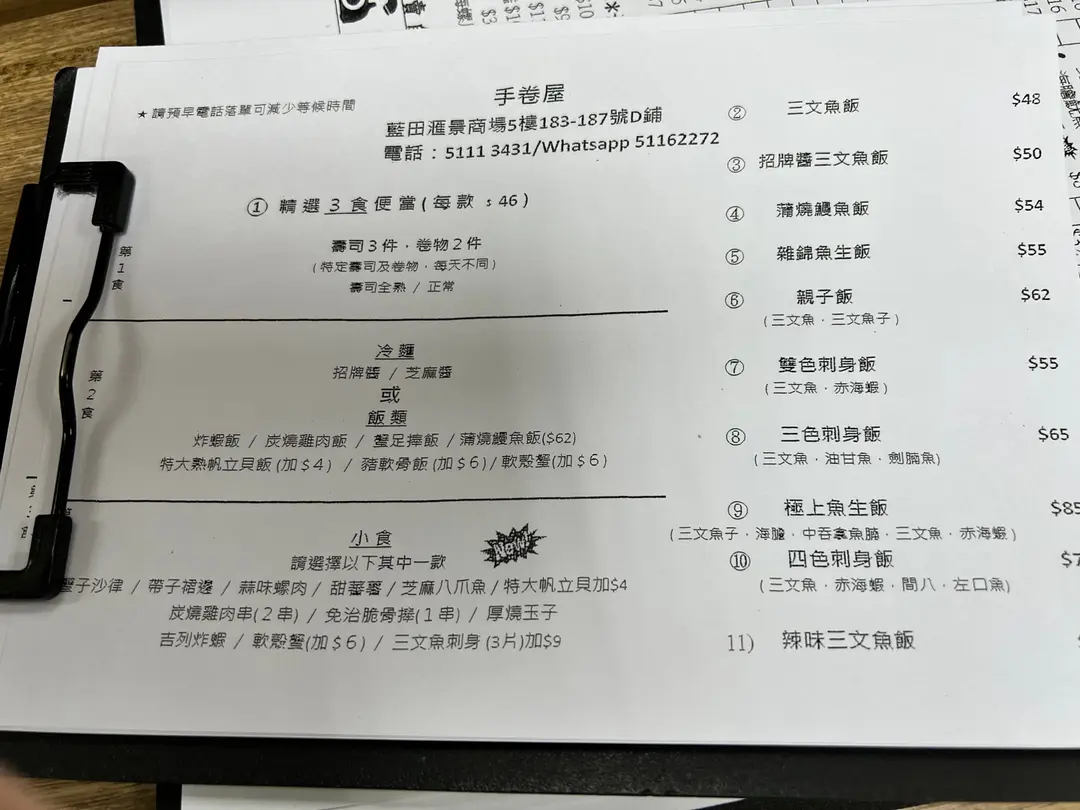 ★請預早電話落單可減少等候時間
手卷屋
藍田滙景商場5樓183-187號D鋪
電話：5111 3431/Whatsapp 51162272
① 精選 3 食便當 ( 每款 $ 46 )
第1食
壽司3件，卷物2件
(特定壽司及卷物，每天不同)
壽司全熟 / 正常
第2食
冷麵
招牌醬 / 芝麻醬
或
飯類
炸蝦飯 / 炭燒雞肉飯 / 蟹足捧飯 / 蒲燒鰻魚飯($62)
特大熟帆立貝飯 (加$4) / 豬軟骨飯 (加$6) / 軟殼蟹(加$6)
小食
New!
請選擇以下其中一款
蟹子沙律 / 帶子裙邊 / 蒜味螺肉 / 甜蕃薯 / 芝麻八爪魚 / 特大帆立貝加$4
炭燒雞肉串(2串) / 免治脆骨捧(1串) / 厚燒玉子
吉列炸蝦 / 軟殼蟹(加$6) / 三文魚刺身 (3片)加$9
② 三文魚飯 $48
③ 招牌醬三文魚飯 $50
④ 蒲燒鰻魚飯 $54
⑤ 雜錦魚生飯 $55
⑥ 親子飯 $62
(三文魚．三文魚子)
⑦ 雙色刺身飯 $55
(三文魚．赤海蝦)
⑧ 三色刺身飯 $65
(三文魚．油甘魚．劍腩魚)
⑨ 極上魚生飯 $85
(三文魚子．海膽．中吞拿魚腩．三文魚．赤海蝦)
⑩ 四色刺身飯 $7
(三文魚．赤海蝦．間八．左口魚)
11) 辣味三文魚飯